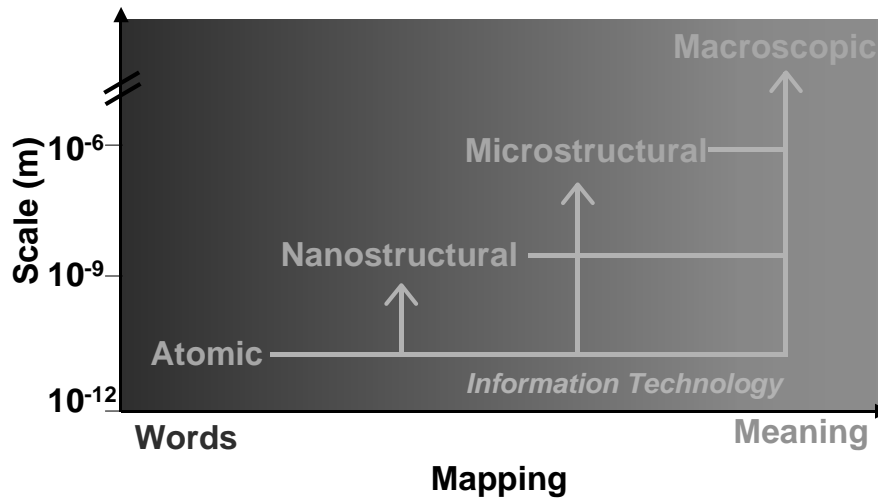 Macroscopic
10-6
Microstructural
Scale (m)
Nanostructural
10-9
Atomic
Information Technology
10-12
Words
Meaning
Mapping